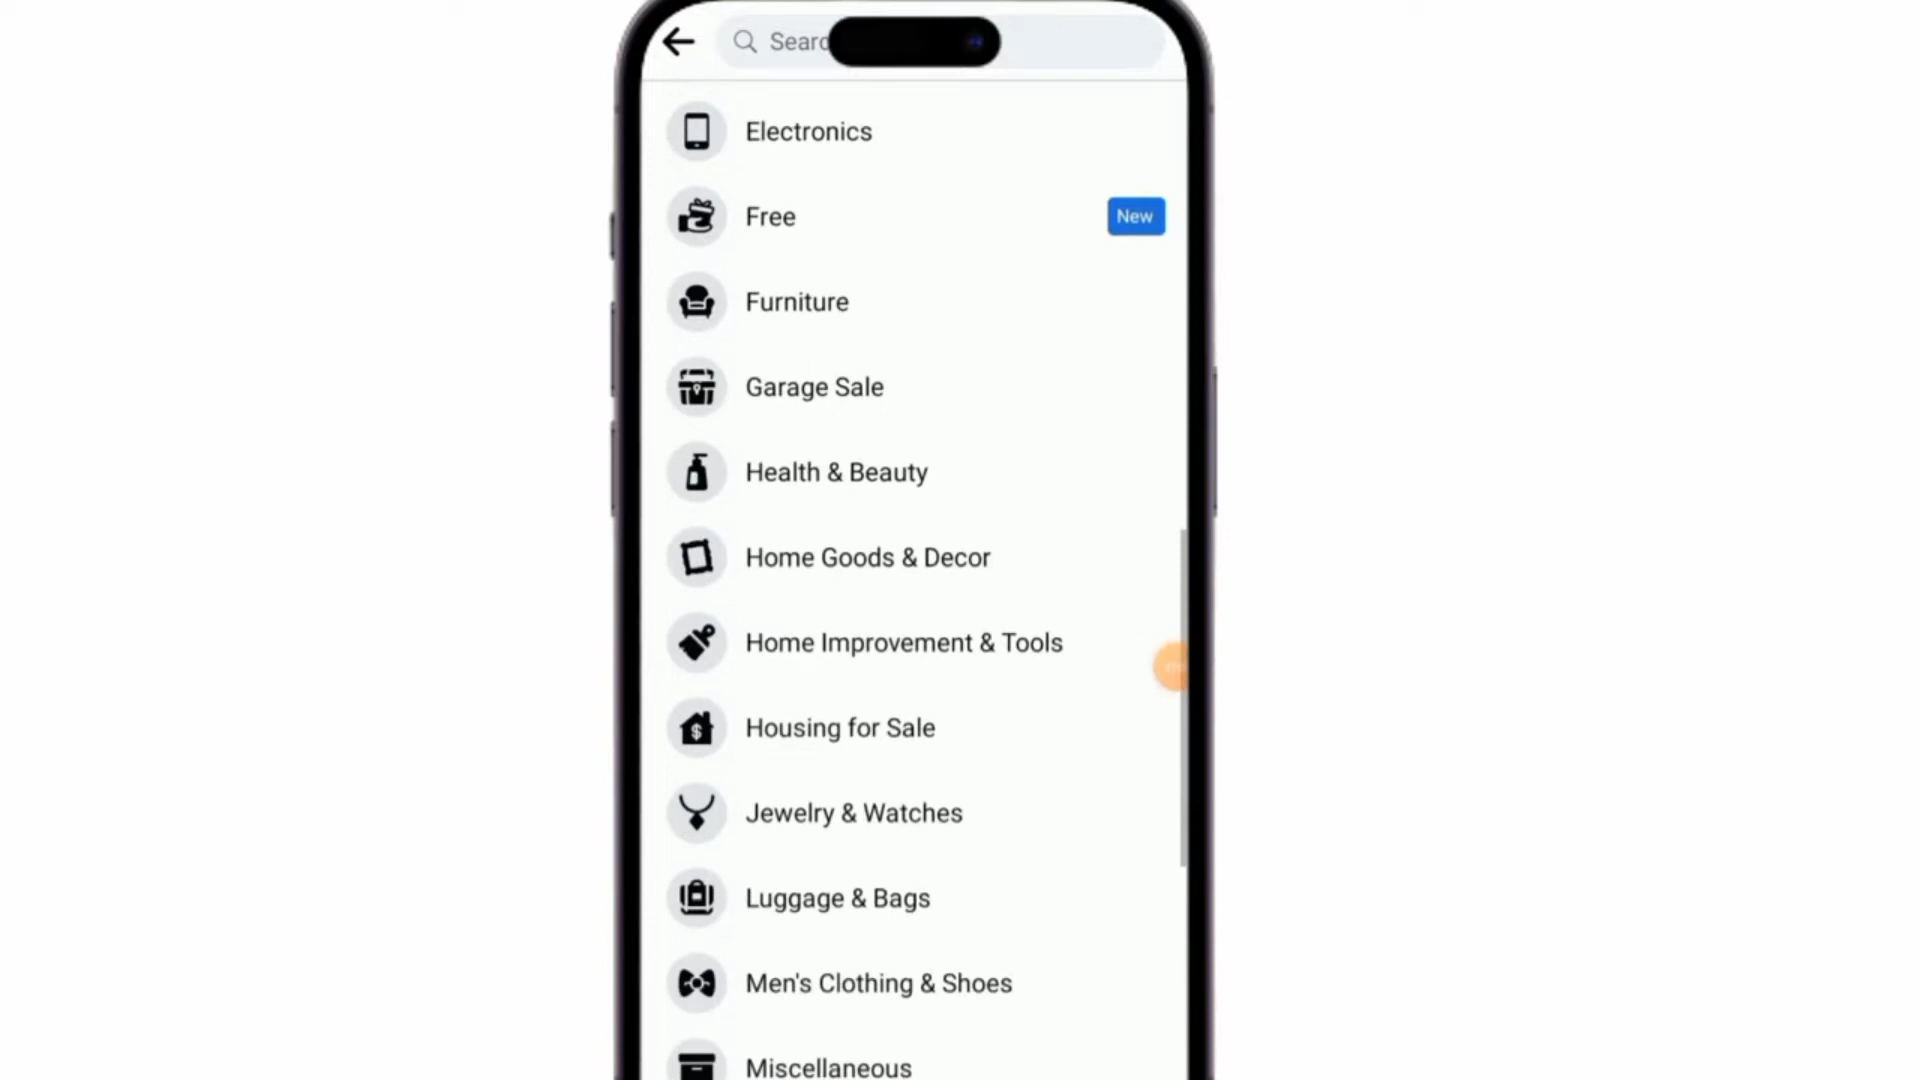 Searc
Electronics
Free
New
Furniture
Garage Sale
Health & Beauty
Home Goods & Decor
Home Improvement & Tools
Housing for Sale
Jewelry & Watches
Luggage & Bags
Men's Clothing & Shoes
Miscellaneous